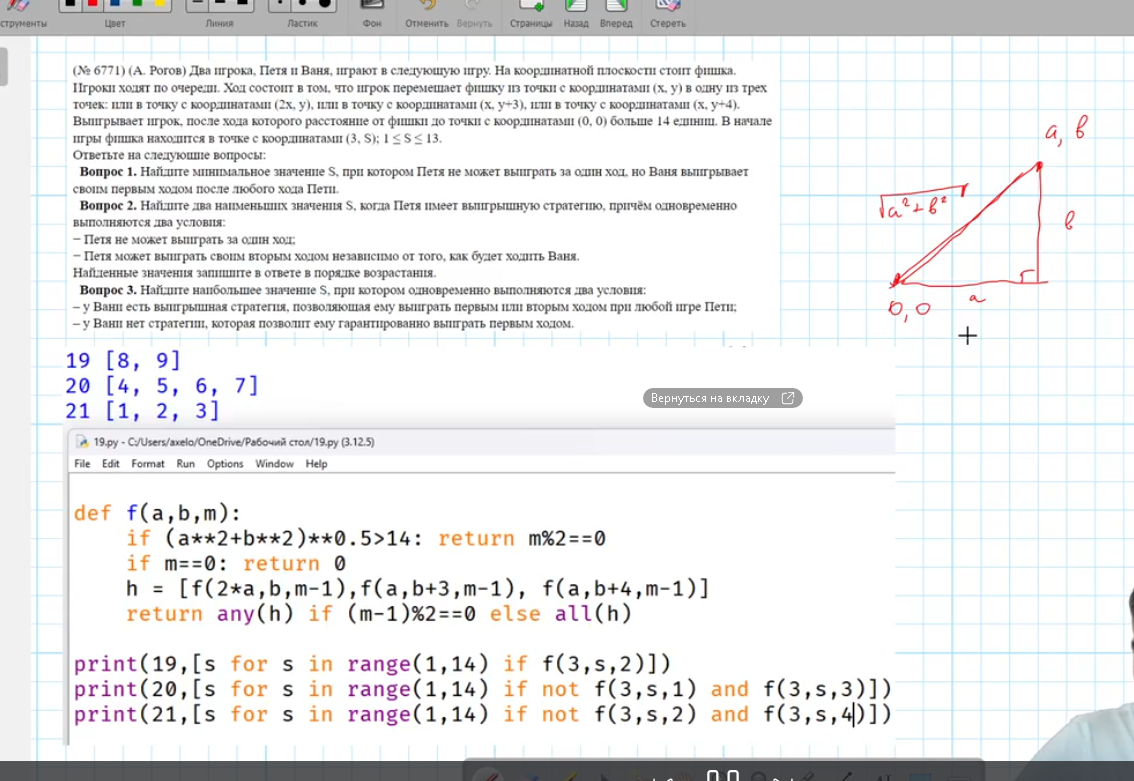 струменты
Цвет
Линия
Ластик
Фон
Отменить
Вернуть
Страницы
Назад
Вперед
Стереть
(№ 6771) (А. Рогов) Два игрока, Петя и Ваня, играют в следующую игру. На координатной плоскости стоит фишка.
Игроки ходят по очереди. Ход состоит в том, что игрок перемещает фишку из точки с координатами (x, y) в одну из трех
точек: или в точку с координатами (2x, y), или в точку с координатами (x, y+3), или в точку с координатами (x, y+4).
Выигрывает игрок, после хода которого расстояние от фишки до точки с координатами (0, 0) больше 14 единиц. В начале
игры фишка находится в точке с координатами (3, S); 1 ≤ S ≤ 13.
Ответьте на следующие вопросы:
Вопрос 1. Найдите минимальное значение S, при котором Петя не может выиграть за один ход, но Ваня выигрывает
своим первым ходом после любого хода Пети.
Вопрос 2. Найдите два наименьших значения S, когда Петя имеет выигрышную стратегию, причём одновременно
выполняются два условия:
− Петя не может выиграть за один ход;
− Петя может выиграть своим вторым ходом независимо от того, как будет ходить Ваня.
Найденные значения запишите в ответе в порядке возрастания.
Вопрос 3. Найдите наибольшее значение S, при котором одновременно выполняются два условия:
– у Вани есть выигрышная стратегия, позволяющая ему выиграть первым или вторым ходом при любой игре Пети;
– у Вани нет стратегии, которая позволит ему гарантированно выиграть первым ходом.
a, b
√a²+b²
b
a
0, 0
19 [8, 9]
20 [4, 5, 6, 7]
21 [1, 2, 3]
Вернуться на вкладку
19.py - C:/Users/axelo/OneDrive/Рабочий стол/19.py (3.12.5)
File Edit Format Run Options Window Help
def f(a,b,m):
    if (a**2+b**2)**0.5>14: return m%2==0
    if m==0: return 0
    h = [f(2*a,b,m-1),f(a,b+3,m-1), f(a,b+4,m-1)]
    return any(h) if (m-1)%2==0 else all(h)
print(19,[s for s in range(1,14) if f(3,s,2)])
print(20,[s for s in range(1,14) if not f(3,s,1) and f(3,s,3)])
print(21,[s for s in range(1,14) if not f(3,s,2) and f(3,s,4)])